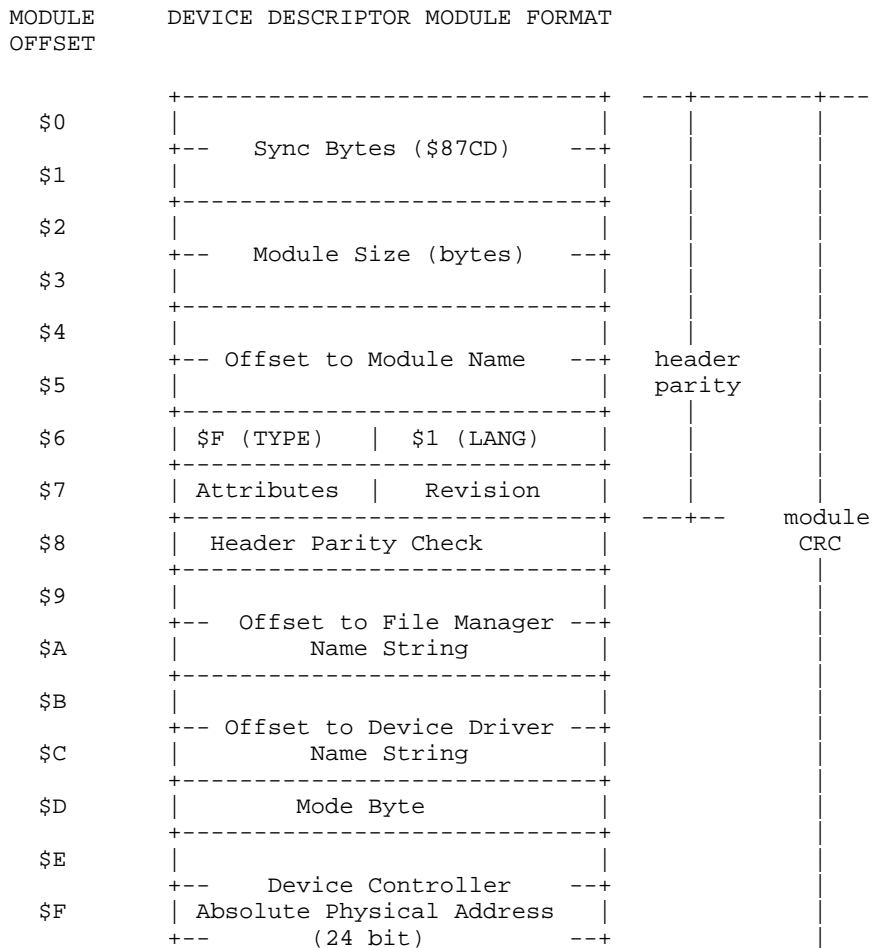 MODULE DEVICE DESCRIPTOR MODULE FORMAT
OFFSET
$0
Sync Bytes ($87CD)
$1
$2
Module Size (bytes)
$3
$4
Offset to Module Name header
$5 parity
$6 $F (TYPE) | $1 (LANG)
$7 Attributes | Revision
module
$8 Header Parity Check CRC
$9
Offset to File Manager
$A Name String
$B
Offset to Device Driver
$C Name String
$D Mode Byte
$E
Device Controller
$F Absolute Physical Address
(24 bit)